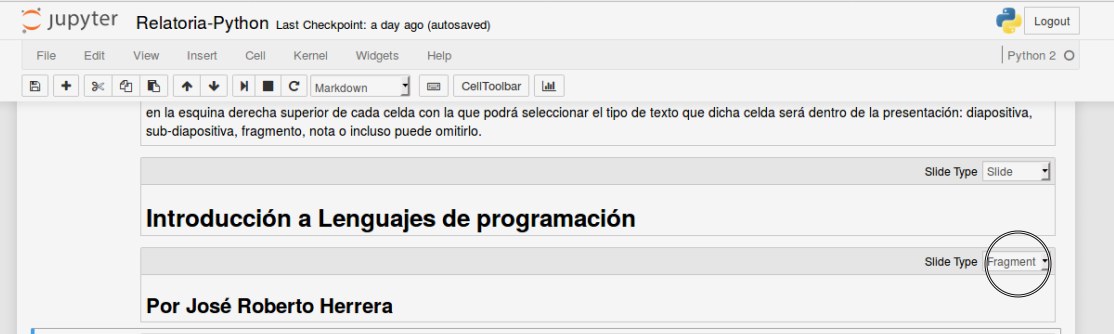 jupyter Relatoria-Python Last Checkpoint: a day ago (autosaved) Logout
File Edit View Insert Cell Kernel Widgets Help Python 2
Markdown CellToolbar
en la esquina derecha superior de cada celda con la que podrá seleccionar el tipo de texto que dicha celda será dentro de la presentación: diapositiva,
sub-diapositiva, fragmento, nota o incluso puede omitirlo.
Slide Type Slide
Introducción a Lenguajes de programación
Slide Type Fragment
Por José Roberto Herrera